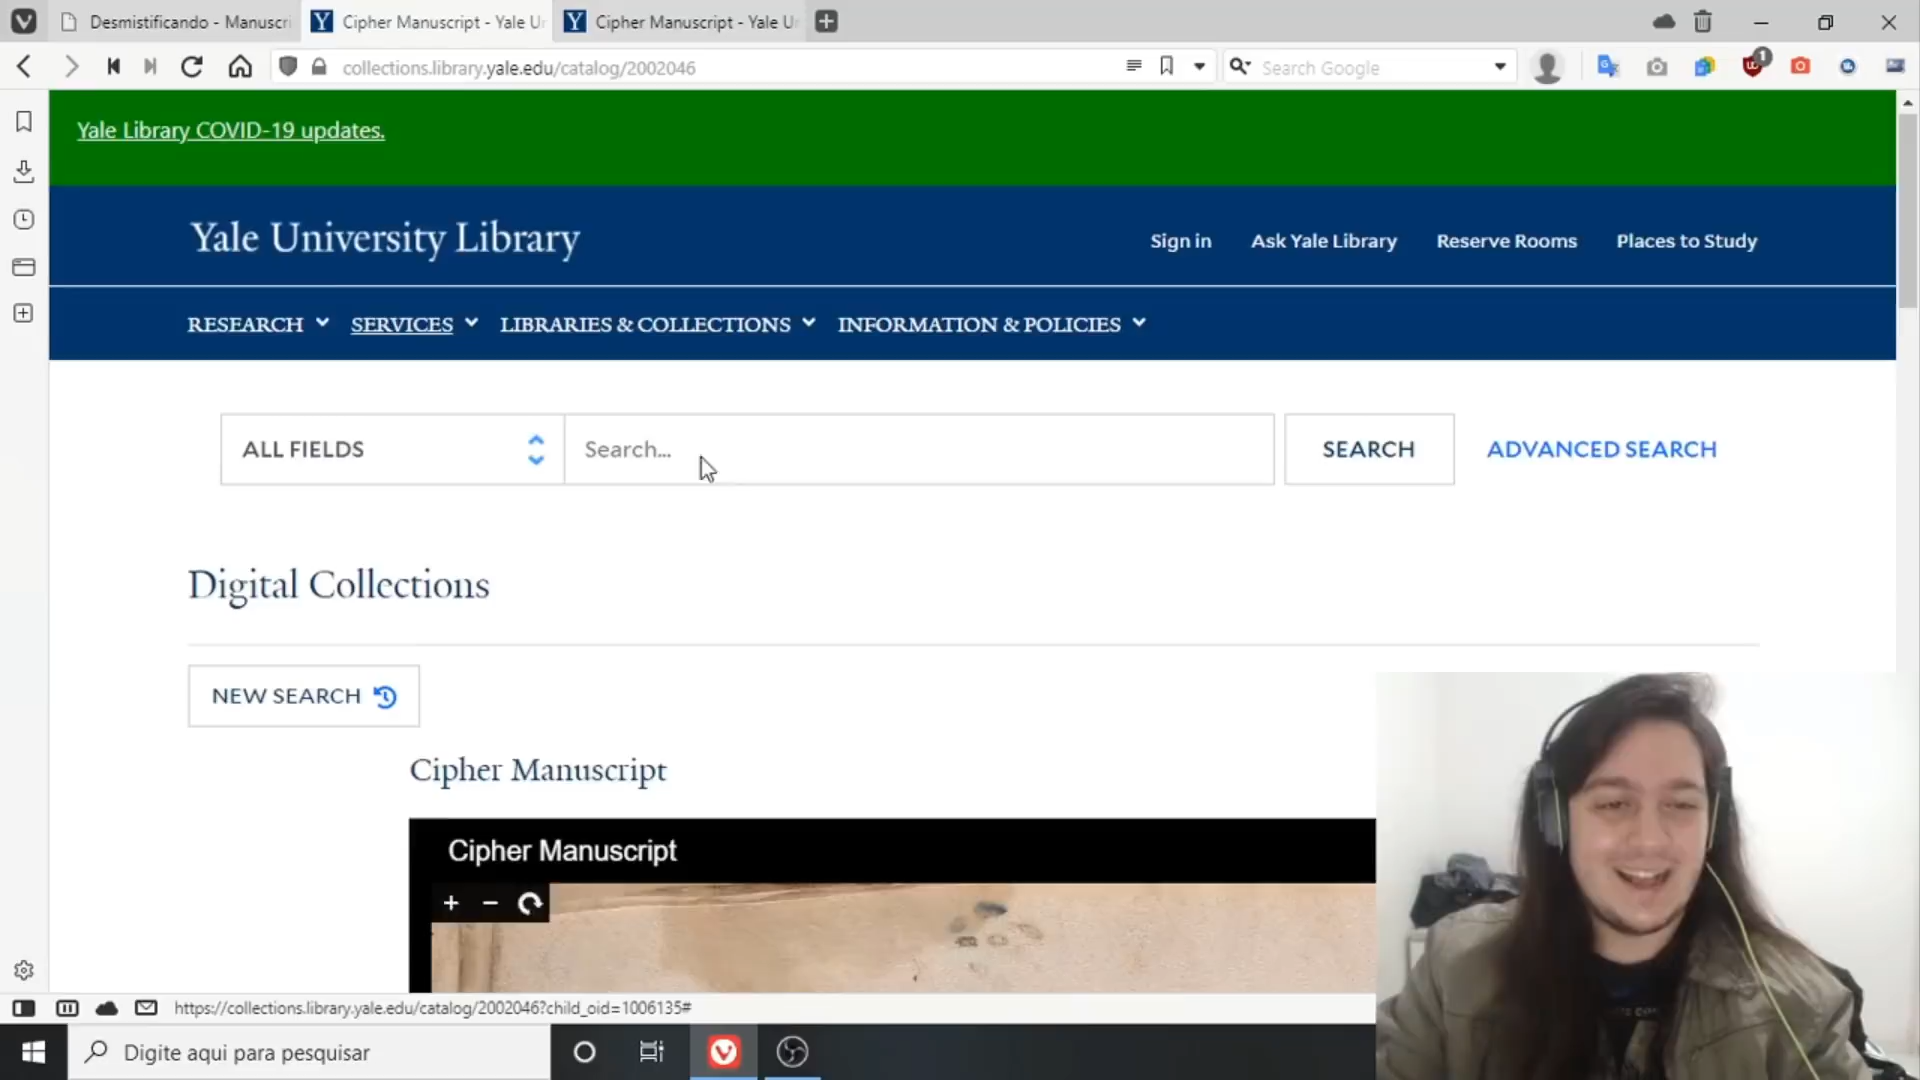 Desmistificando - Manuscri
Cipher Manuscript - Yale Ur
Cipher Manuscript - Yale U
collections.library.yale.edu/catalog/2002046
Search Google
1
Yale Library COVID-19 updates.
Yale University Library
Sign in
Ask Yale Library
Reserve Rooms
Places to Study
RESEARCH
SERVICES
LIBRARIES & COLLECTIONS
INFORMATION & POLICIES
ALL FIELDS
Search...
SEARCH
ADVANCED SEARCH
Digital Collections
NEW SEARCH
Cipher Manuscript
Cipher Manuscript
https://collections.library.yale.edu/catalog/2002046?child_oid=1006135#
Digite aqui para pesquisar